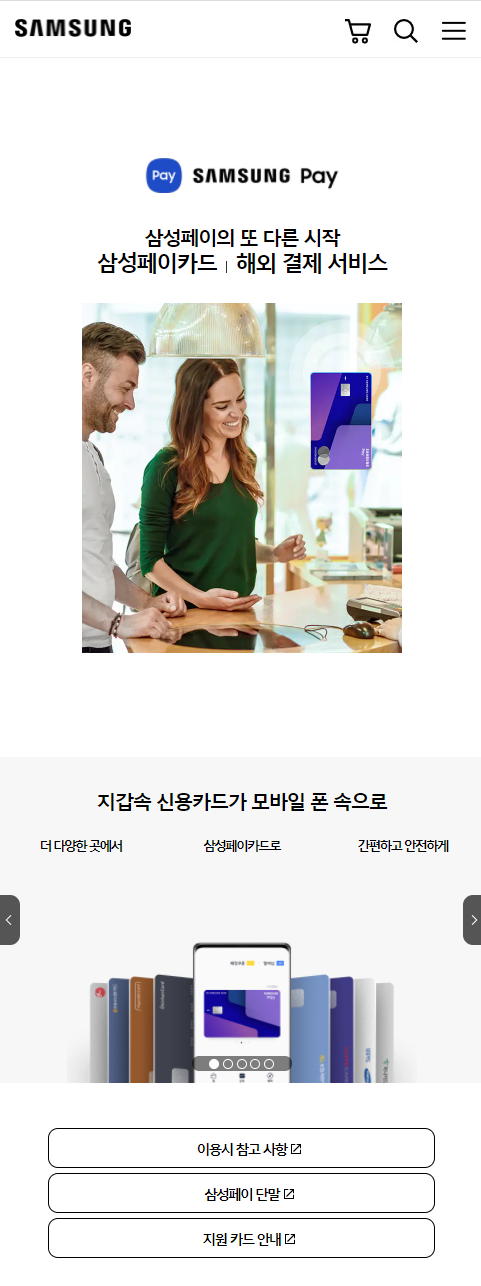 SAMSUNG
Pay SAMSUNG Pay
삼성페이의 또 다른 시작
삼성페이카드 | 해외 결제 서비스
지갑속 신용카드가 모바일 폰 속으로
더 다양한 곳에서 삼성페이카드로 간편하고 안전하게
이용시 참고 사항
삼성페이 단말
지원 카드 안내